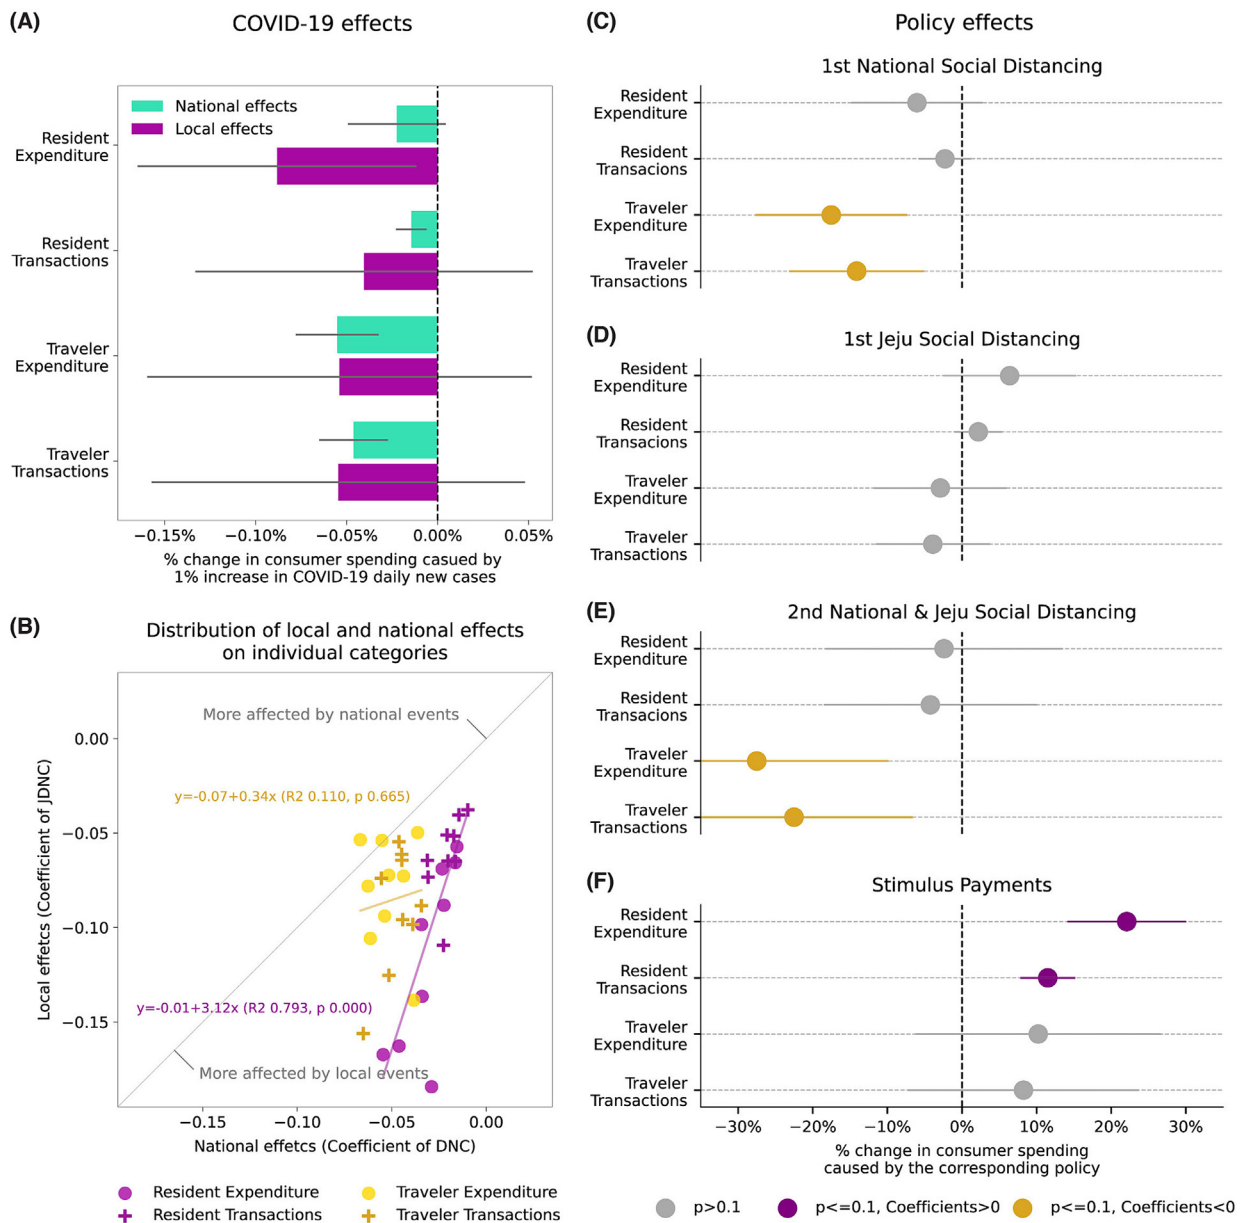 (A)
COVID-19 effects
National effects
Local effects
Resident
Expenditure
Resident
Transactions
Traveler
Expenditure
Traveler
Transactions
−0.15%
−0.10%
−0.05%
0.00%
0.05%
% change in consumer spending casued by
1% increase in COVID-19 daily new cases
(B)
Distribution of local and national effects
on individual categories
More affected by national events
y=-0.07+0.34x (R2 0.110, p 0.665)
y=-0.01+3.12x (R2 0.793, p 0.000)
More affected by local events
0.00
−0.05
−0.10
−0.15
Local effetcs (Coefficient of JDNC)
−0.15
−0.10
−0.05
0.00
National effetcs (Coefficient of DNC)
Resident Expenditure
Resident Transactions
Traveler Expenditure
Traveler Transactions
(C)
Policy effects
1st National Social Distancing
Resident
Expenditure
Resident
Transacions
Traveler
Expenditure
Traveler
Transactions
(D)
1st Jeju Social Distancing
Resident
Expenditure
Resident
Transacions
Traveler
Expenditure
Traveler
Transactions
(E)
2nd National & Jeju Social Distancing
Resident
Expenditure
Resident
Transacions
Traveler
Expenditure
Traveler
Transactions
(F)
Stimulus Payments
Resident
Expenditure
Resident
Transacions
Traveler
Expenditure
Traveler
Transactions
−30%
−20%
−10%
0%
10%
20%
30%
% change in consumer spending
caused by the corresponding policy
p>0.1
p<=0.1, Coefficients>0
p<=0.1, Coefficients<0